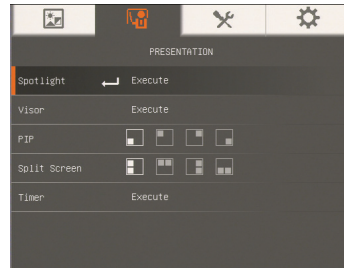 PRESENTATION
Spotlight Execute
Visor Execute
PIP
Split Screen
Timer Execute